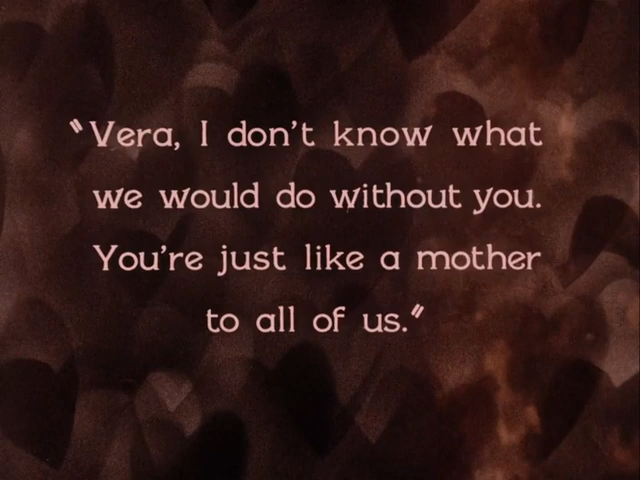 "Vera, I don't know what
we would do without you.
You're just like a mother
to all of us."